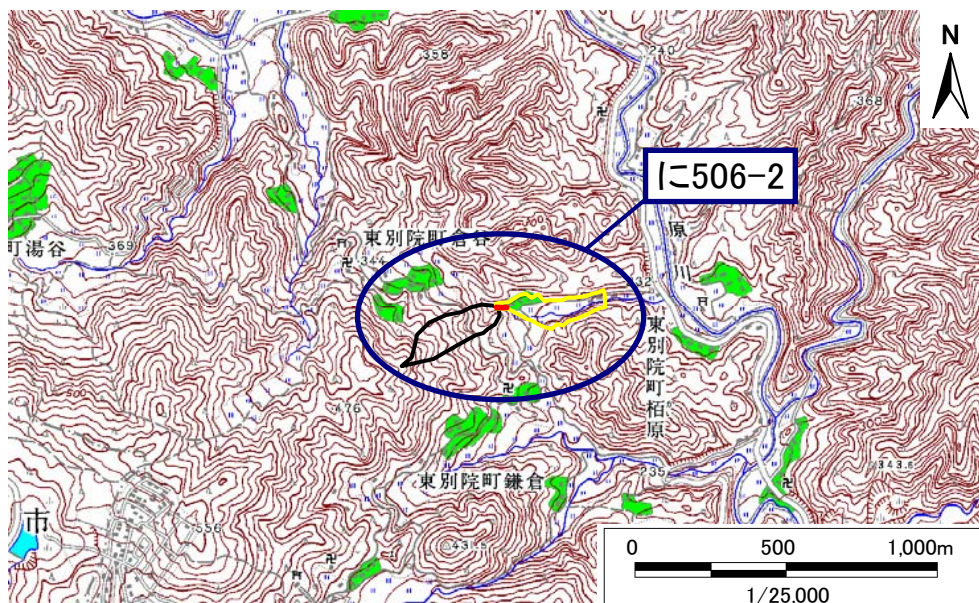 N
358
240
368
に506-2
原川
町湯谷
369
東別院町倉谷
344
東別院町栢原
476
235
343.6
東別院町鎌倉
市
556
0 500 1,000m
1/25,000